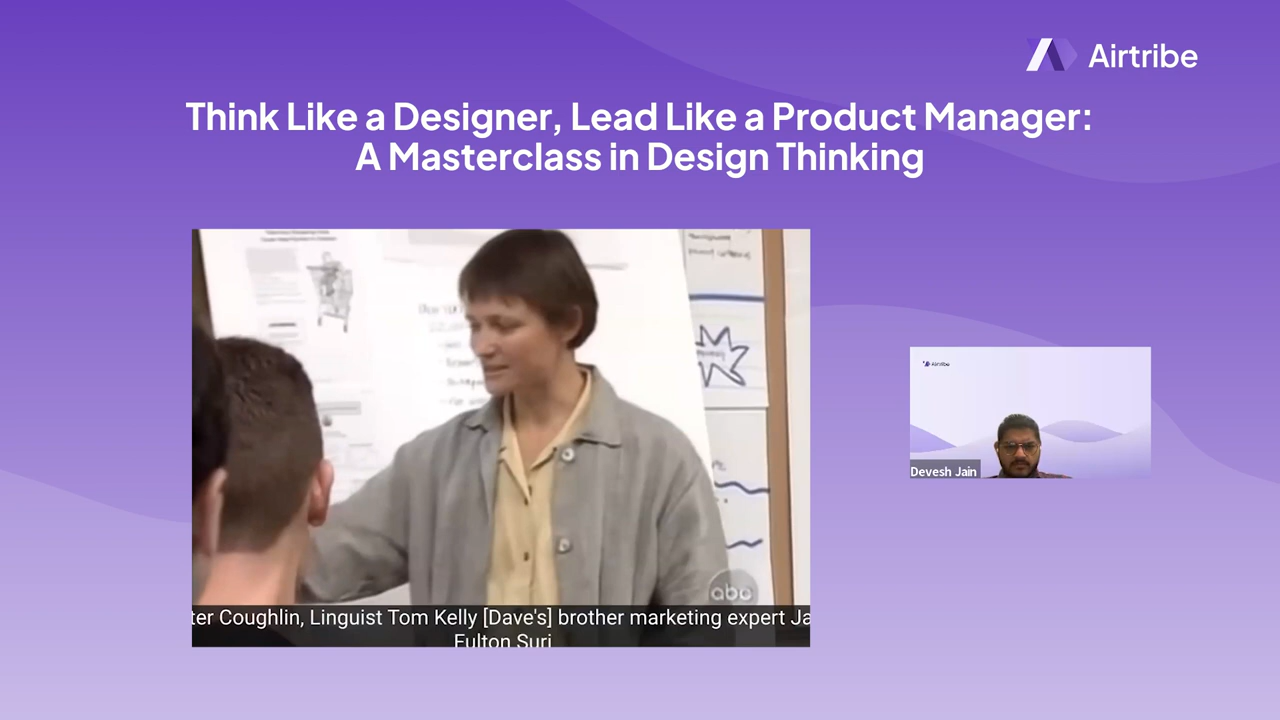 Airtribe
Think Like a Designer, Lead Like a Product Manager:
A Masterclass in Design Thinking
abc
ter Coughlin, Linguist Tom Kelly [Dave's] brother marketing expert Ja
Fulton Suri
Airtribe
Devesh Jain